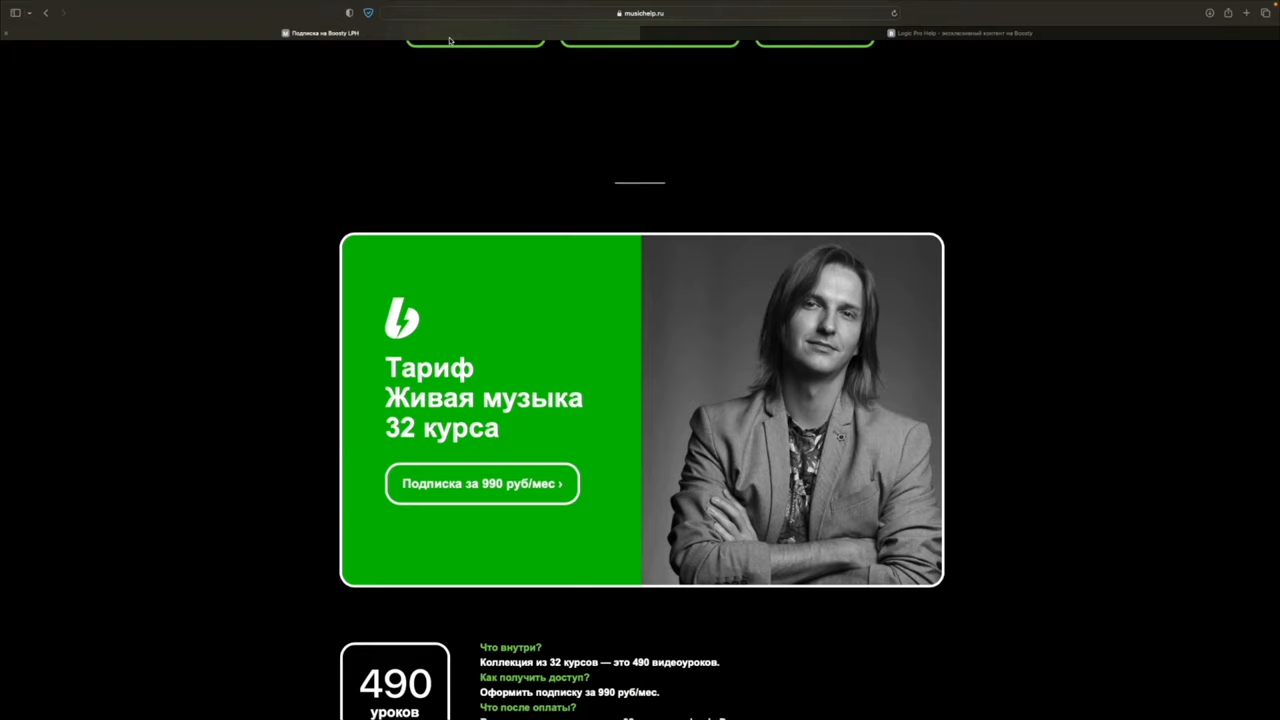 musichelp.ru
Подписка на Boosty LPH
Logic Pro Help - эксклюзивный контент на Boosty
Тариф
Живая музыка
32 курса
Подписка за 990 руб/мес ›
490
уроков
Что внутри?
Коллекция из 32 курсов — это 490 видеоуроков.
Как получить доступ?
Оформить подписку за 990 руб/мес.
Что после оплаты?